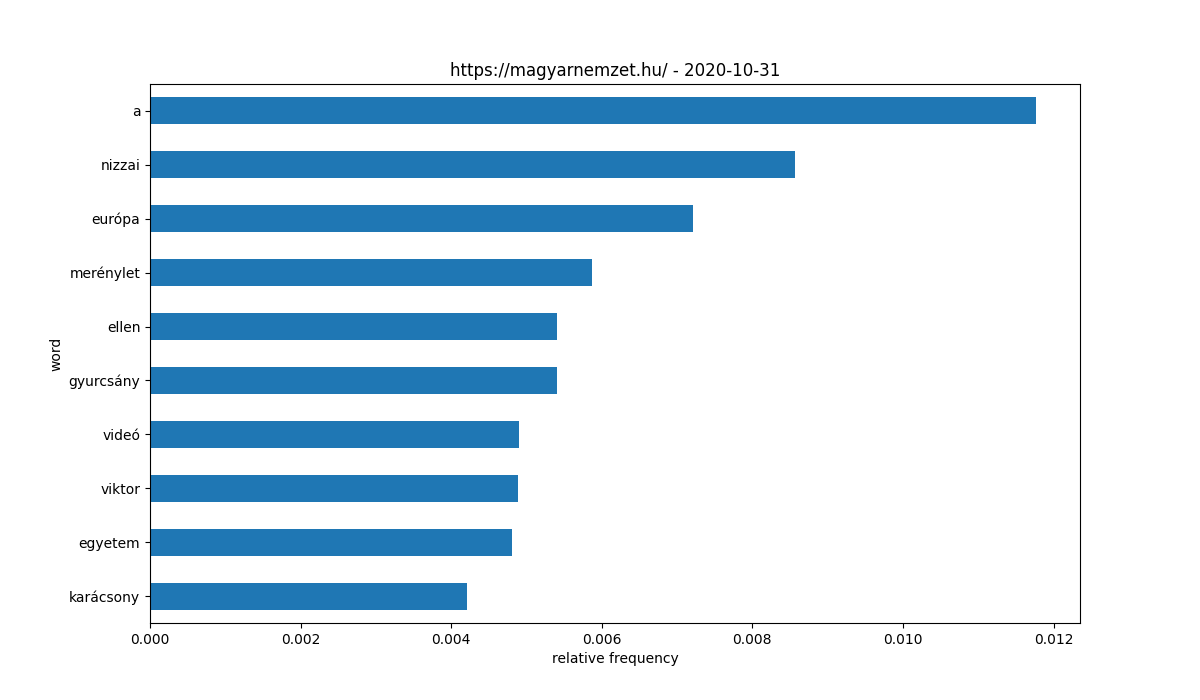 https://magyarnemzet.hu/ - 2020-10-31
a
nizzai
európa
merénylet
ellen
gyurcsány
videó
viktor
egyetem
karácsony
word
0.000 0.002 0.004 0.006 0.008 0.010 0.012
relative frequency